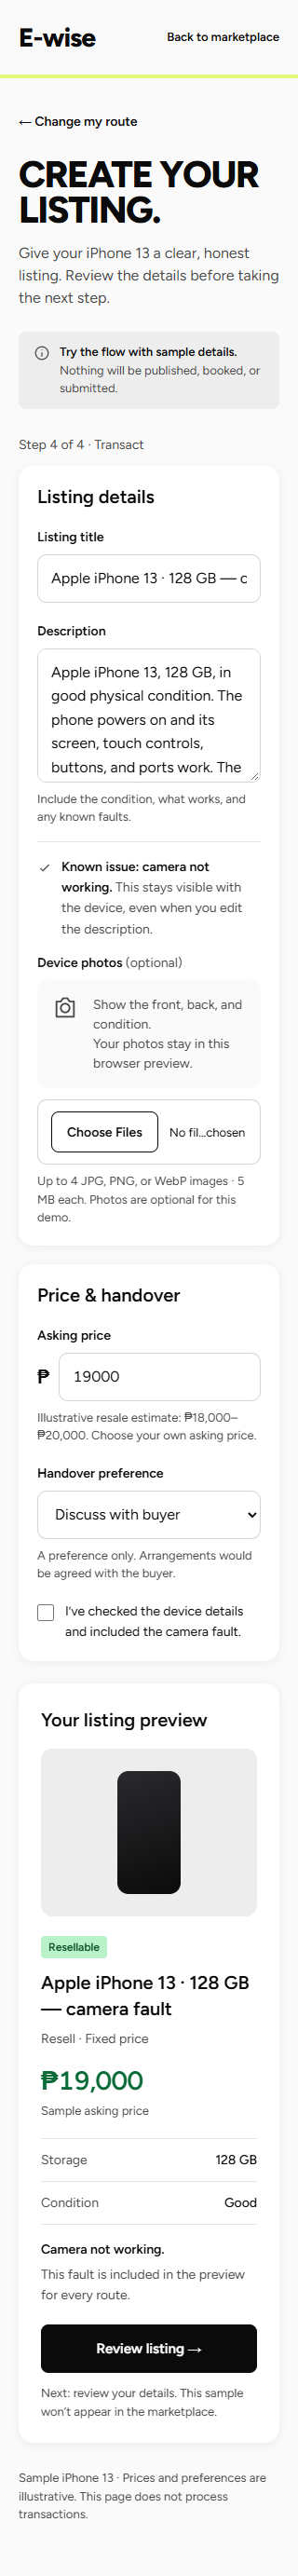 E-wise
Back to marketplace
← Change my route
CREATE YOUR
LISTING.
Give your iPhone 13 a clear, honest
listing. Review the details before taking
the next step.
Try the flow with sample details.
Nothing will be published, booked, or
submitted.
Step 4 of 4 · Transact
Listing details
Listing title
Apple iPhone 13 · 128 GB — c
Description
Apple iPhone 13, 128 GB, in
good physical condition. The
phone powers on and its
screen, touch controls,
buttons, and ports work. The
Include the condition, what works, and
any known faults.
Known issue: camera not
working. This stays visible with
the device, even when you edit
the description.
Device photos (optional)
Show the front, back, and
condition.
Your photos stay in this
browser preview.
Choose Files
No fil...chosen
Up to 4 JPG, PNG, or WebP images · 5
MB each. Photos are optional for this
demo.
Price & handover
Asking price
₱ 19000
Illustrative resale estimate: ₱18,000–
₱20,000. Choose your own asking price.
Handover preference
Discuss with buyer
A preference only. Arrangements would
be agreed with the buyer.
I've checked the device details
and included the camera fault.
Your listing preview
Resellable
Apple iPhone 13 · 128 GB
— camera fault
Resell · Fixed price
₱19,000
Sample asking price
Storage 128 GB
Condition Good
Camera not working.
This fault is included in the preview
for every route.
Review listing →
Next: review your details. This sample
won't appear in the marketplace.
Sample iPhone 13 · Prices and preferences are
illustrative. This page does not process
transactions.